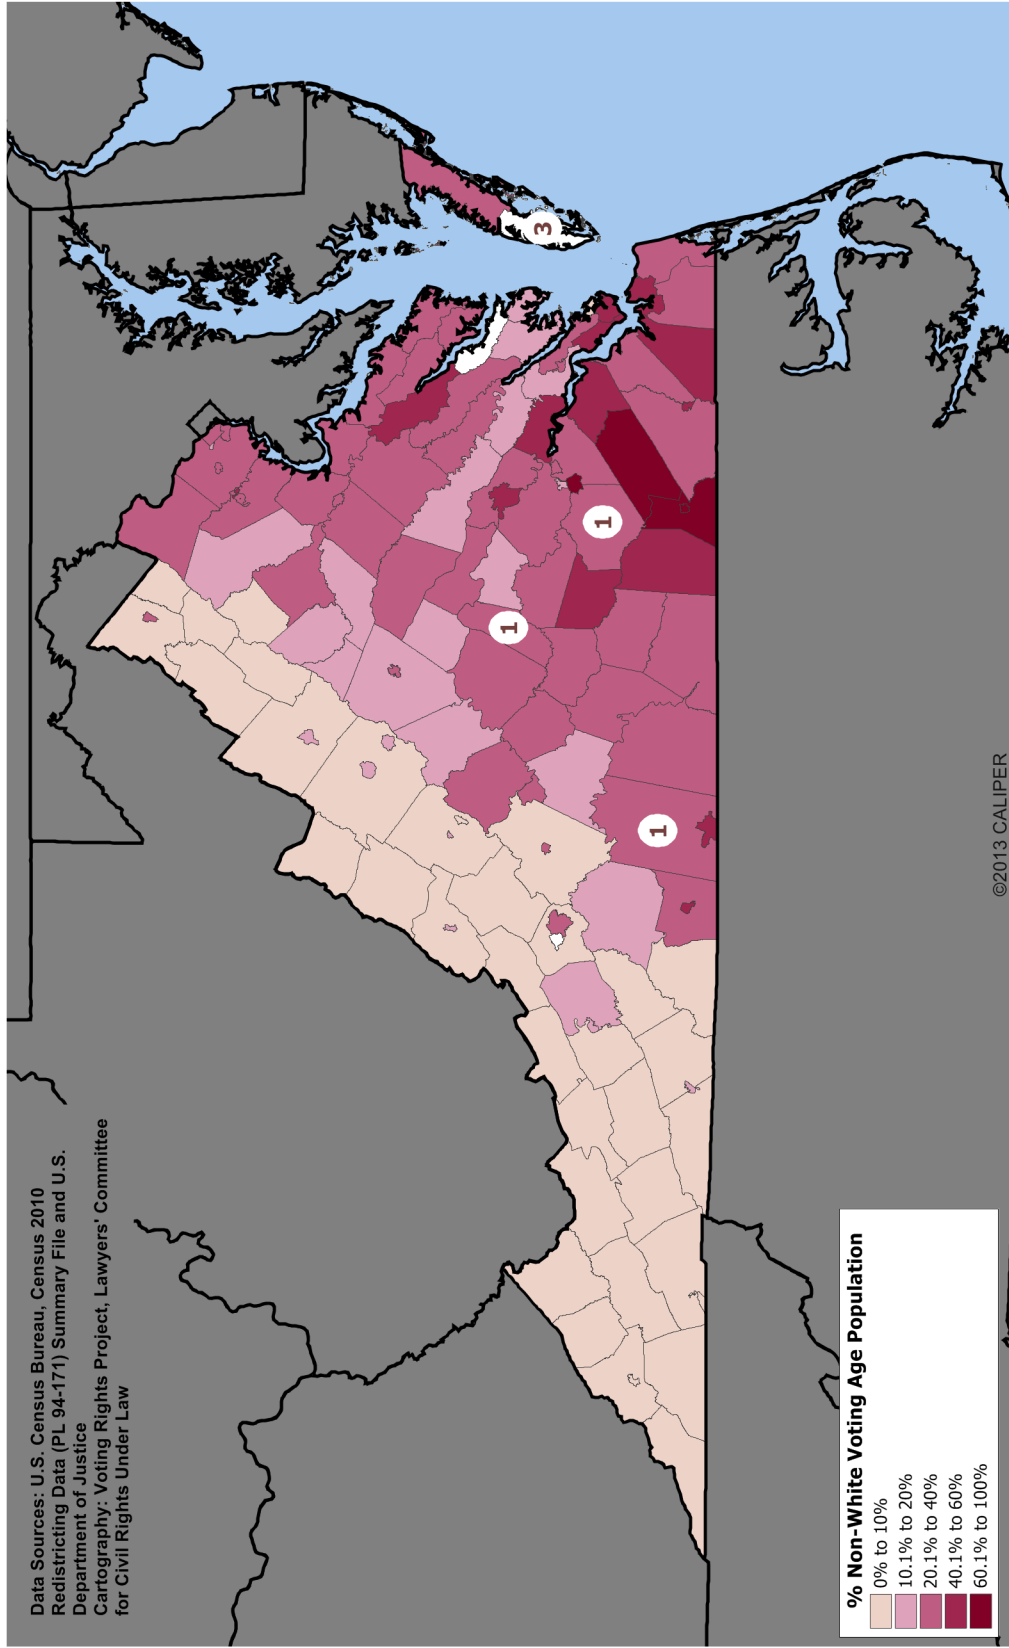 Data Sources: U.S. Census Bureau, Census 2010
Redistricting Data (PL 94-171) Summary File and U.S.
Department of Justice
Cartography: Voting Rights Project, Lawyers' Committee
for Civil Rights Under Law
3
1
1
1
% Non-White Voting Age Population
0% to 10%
10.1% to 20%
20.1% to 40%
40.1% to 60%
60.1% to 100%
©2013 CALIPER